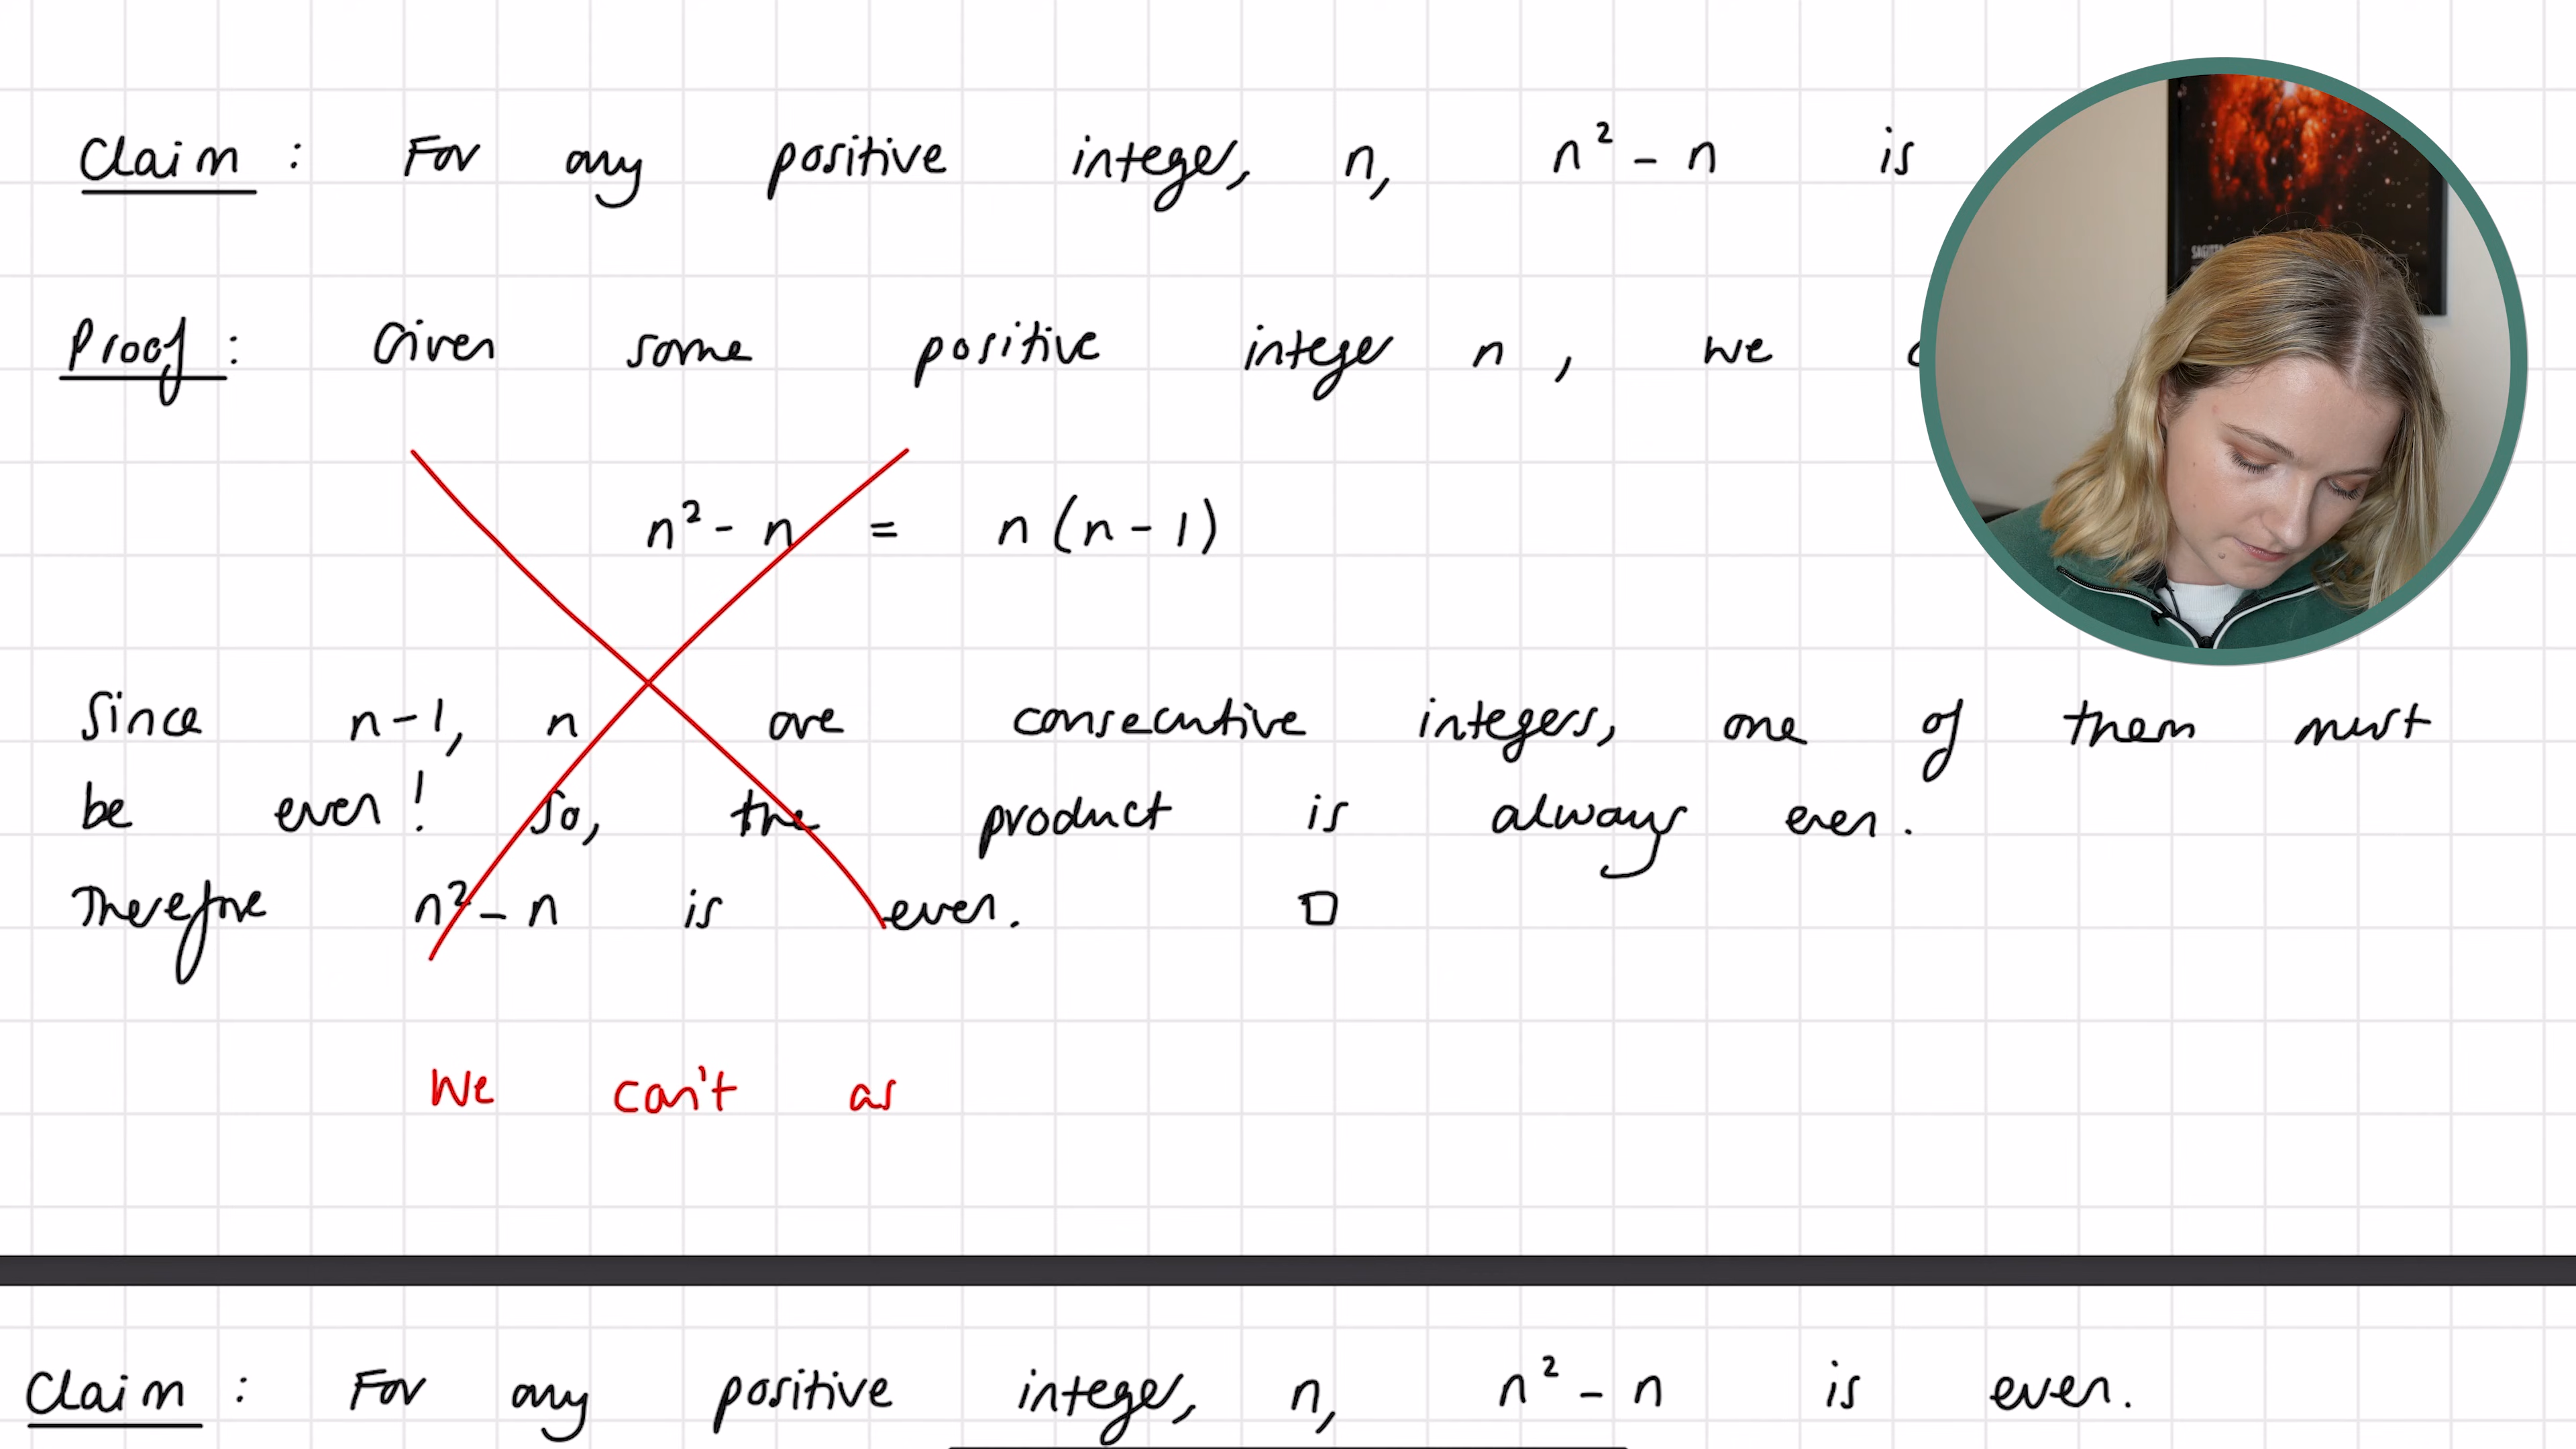 Claim : For any positive integer, n, n² - n is
Proof : Given some positive integer n , we
n² - n = n (n - 1)
Since n-1, n are consecutive integers, one of them must
be even! So, the product is always even.
Therefore n² - n is even. □
We can't as
Claim : For any positive integer, n, n² - n is even.